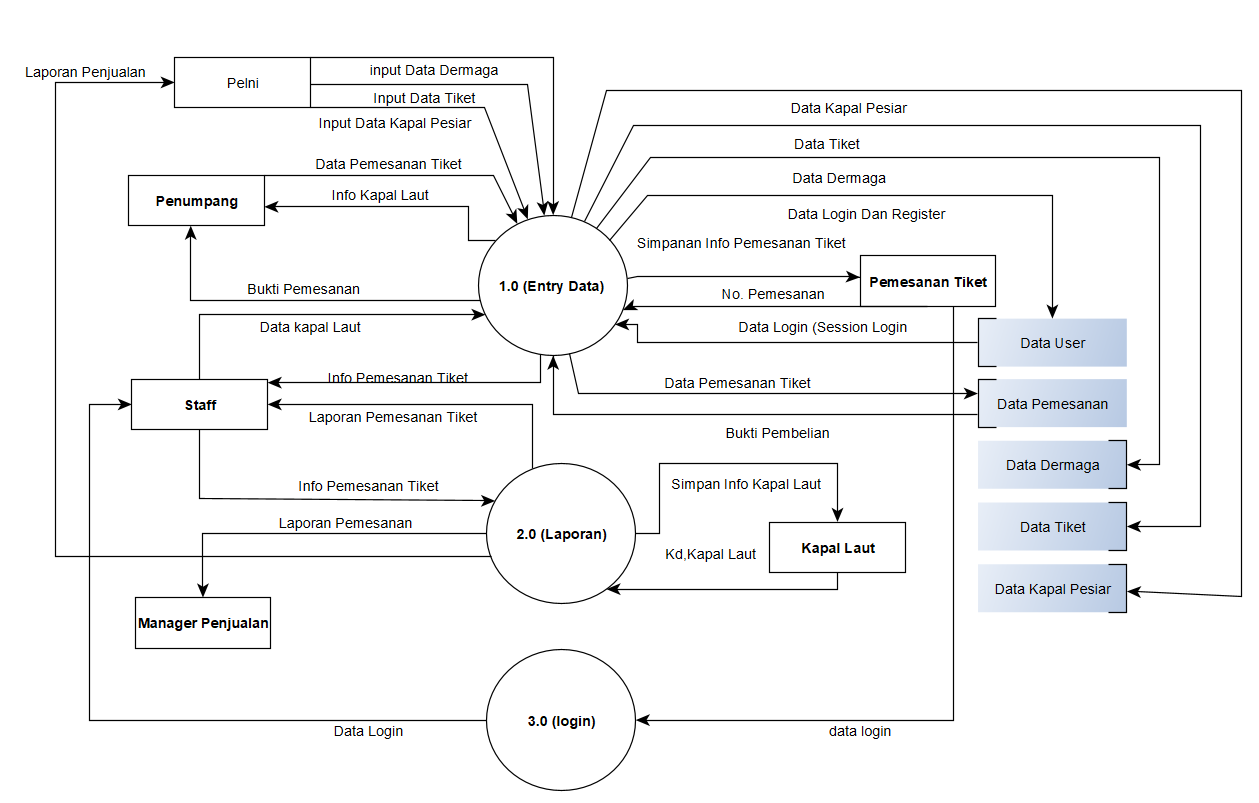 Laporan Penjualan
Pelni
input Data Dermaga
Input Data Tiket
Input Data Kapal Pesiar
Data Kapal Pesiar
Data Tiket
Data Pemesanan Tiket
Data Dermaga
Penumpang
Info Kapal Laut
Data Login Dan Register
Simpanan Info Pemesanan Tiket
1.0 (Entry Data)
Pemesanan Tiket
Bukti Pemesanan
No. Pemesanan
Data kapal Laut
Data Login (Session Login
Data User
Info Pemesanan Tiket
Data Pemesanan Tiket
Staff
Data Pemesanan
Laporan Pemesanan Tiket
Bukti Pembelian
Data Dermaga
Info Pemesanan Tiket
Simpan Info Kapal Laut
Laporan Pemesanan
Data Tiket
2.0 (Laporan)
Kapal Laut
Kd,Kapal Laut
Data Kapal Pesiar
Manager Penjualan
3.0 (login)
Data Login
data login